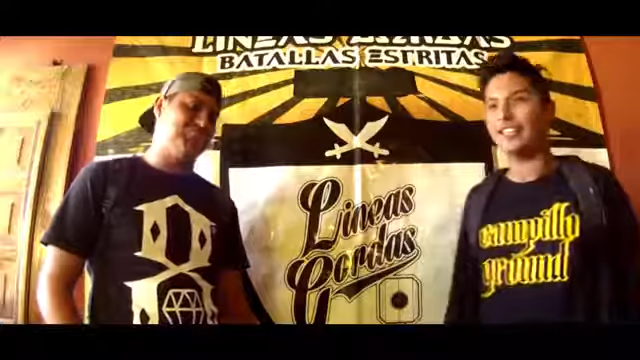 BATALLAS ESTRITAS
Lineas
Gordas
campillo
ground